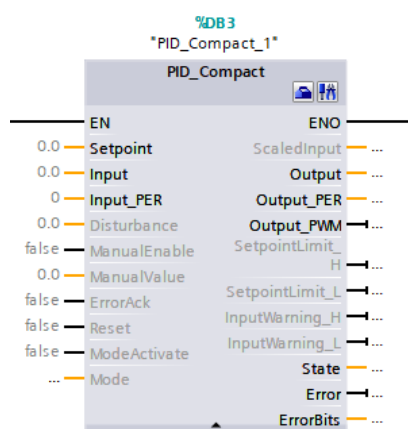 %DB3
"PID_Compact_1"
PID_Compact
EN ENO
0.0 Setpoint ScaledInput ...
0.0 Input Output ...
0 Input_PER Output_PER ...
0.0 Disturbance Output_PWM ...
false ManualEnable SetpointLimit_
H ...
0.0 ManualValue
false ErrorAck SetpointLimit_L ...
false Reset InputWarning_H ...
false ModeActivate InputWarning_L ...
... Mode State ...
Error ...
ErrorBits ...